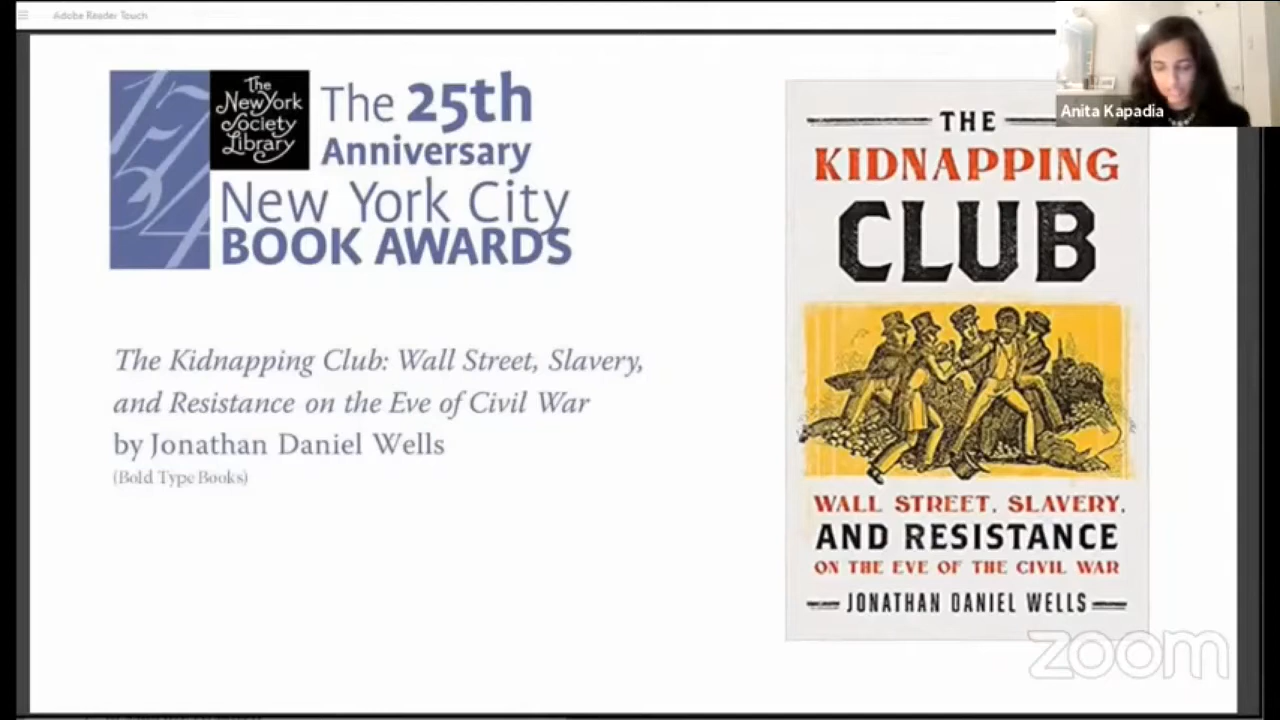 Adobe Reader Touch
Anita Kapadia
1754
The
New York
Society
Library
The 25th
Anniversary
New York City
BOOK AWARDS
The Kidnapping Club: Wall Street, Slavery,
and Resistance on the Eve of Civil War
by Jonathan Daniel Wells
(Bold Type Books)
THE
KIDNAPPING
CLUB
WALL STREET, SLAVERY,
AND RESISTANCE
ON THE EVE OF THE CIVIL WAR
JONATHAN DANIEL WELLS
zoom